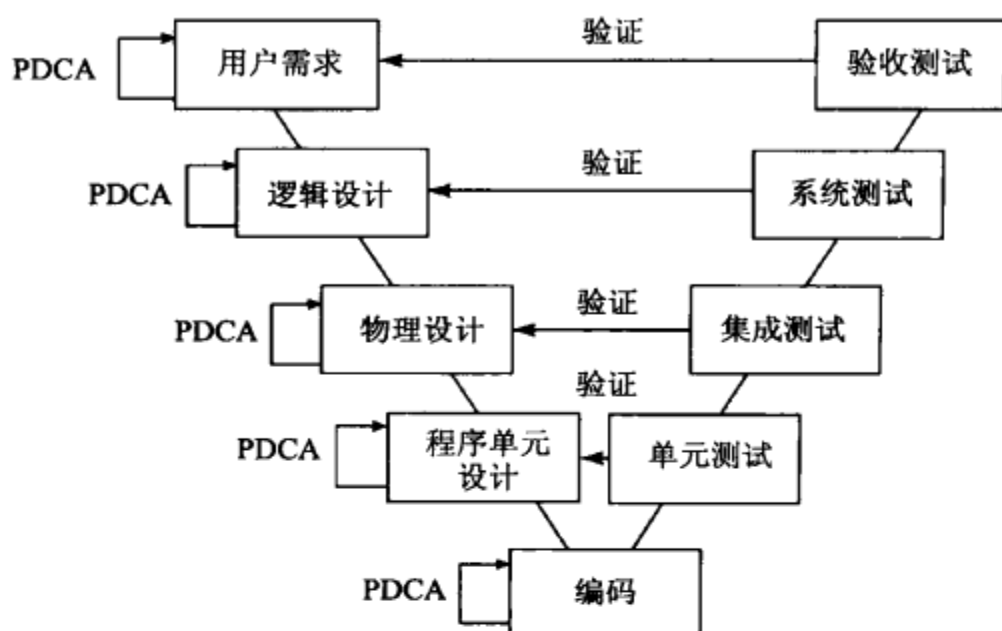 验证
PDCA
用户需求
验收测试
验证
PDCA
逻辑设计
系统测试
验证
PDCA
物理设计
集成测试
验证
PDCA
程序单元
设计
单元测试
PDCA
编码